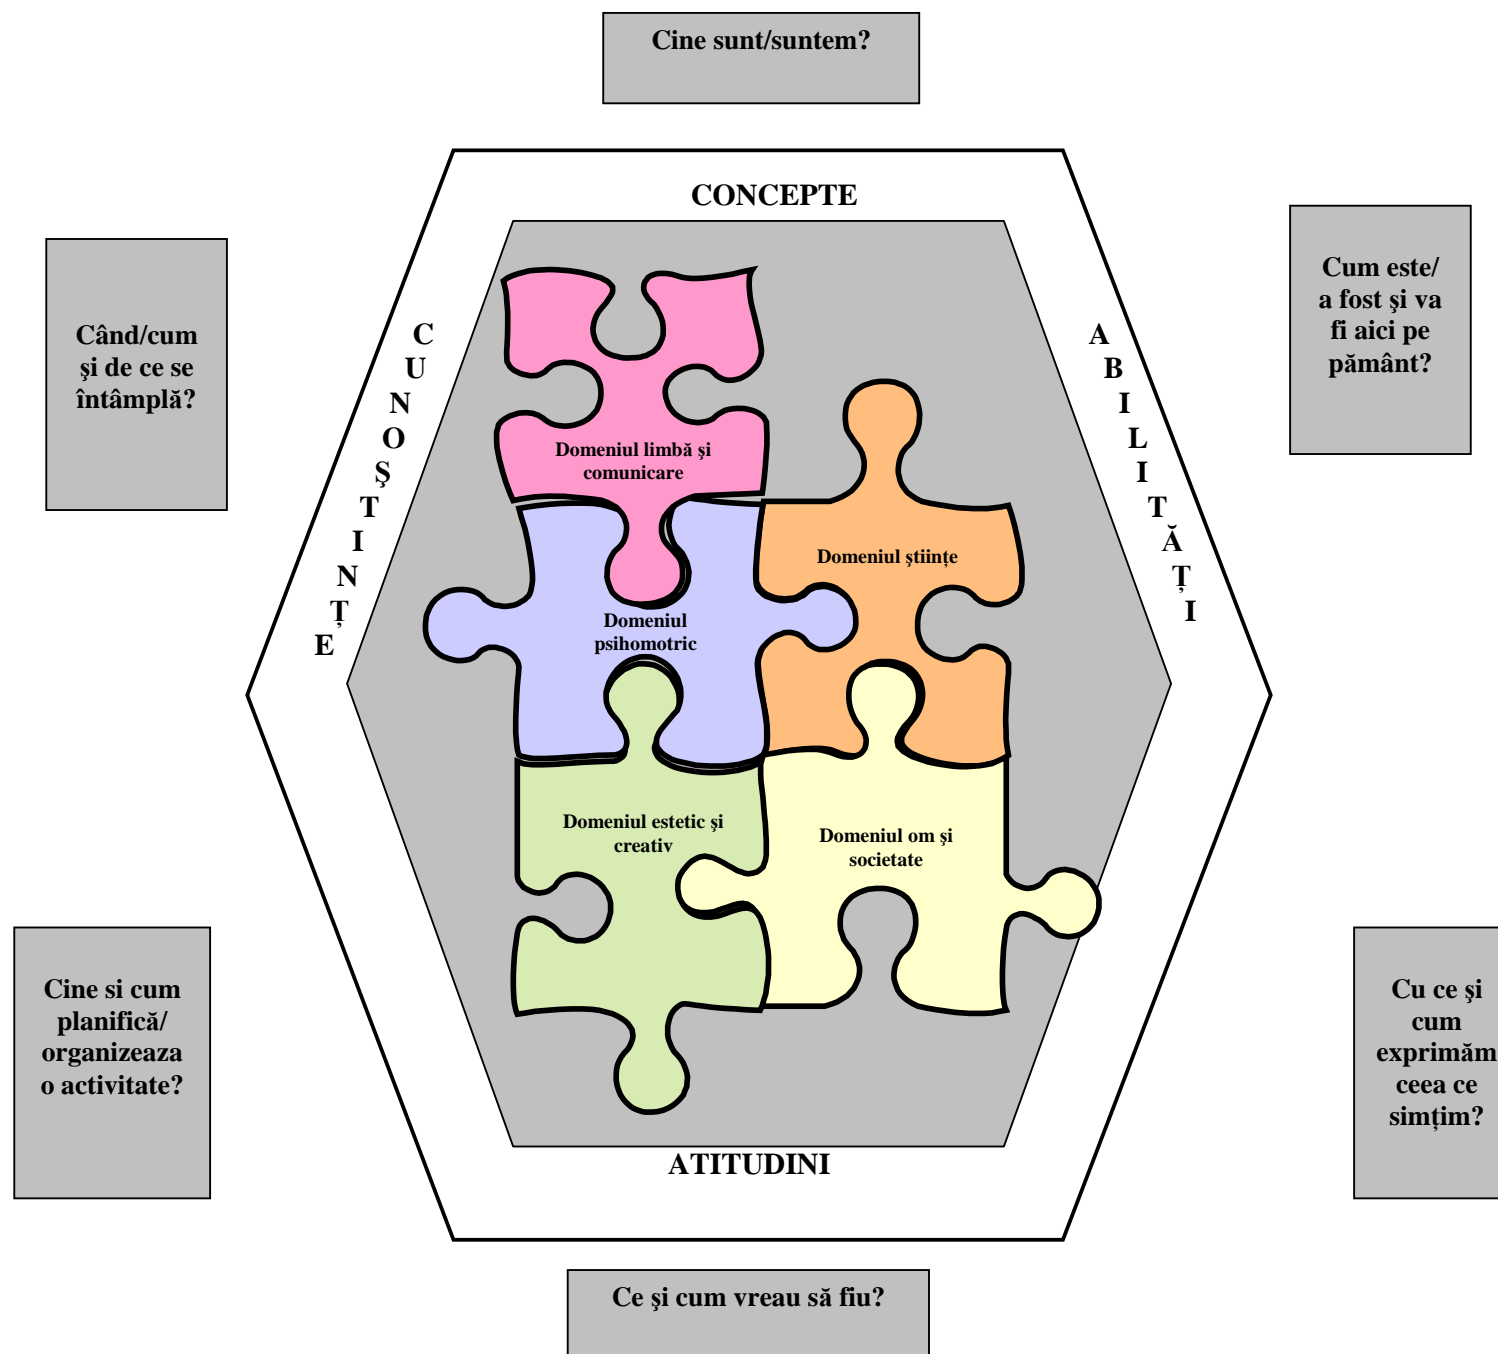 Cine sunt/suntem?
CONCEPTE
Când/cum
şi de ce se
întâmplă?
CUNOŞTINȚE
ABILITĂȚI
Cum este/
a fost şi va
fi aici pe
pământ?
Domeniul limbă şi
comunicare
Domeniul ştiințe
Domeniul
psihomotric
Domeniul estetic şi
creativ
Domeniul om şi
societate
Cine si cum
planifică/
organizeaza
o activitate?
Cu ce şi
cum
exprimăm
ceea ce
simțim?
ATITUDINI
Ce şi cum vreau să fiu?